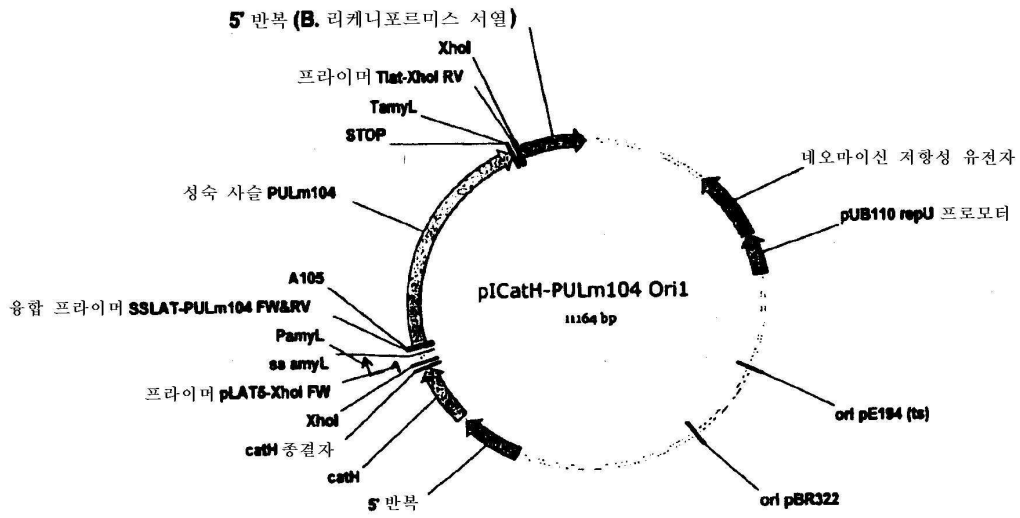 5' 반복 (B. 리케니포르미스 서열)
XhoI
프라이머 Tlat-XhoI RV
TamyL
STOP
성숙 사슬 PULm104
A105
융합 프라이머 SSLAT-PULm104 FW&RV
PamyL
ss amyL
프라이머 pLAT5-XhoI FW
XhoI
catH 종결자
catH
5' 반복
네오마이신 저항성 유전자
pUB110 repU 프로모터
pICatH-PULm104 Ori1
11164 bp
ori pE194 (ts)
ori pBR322